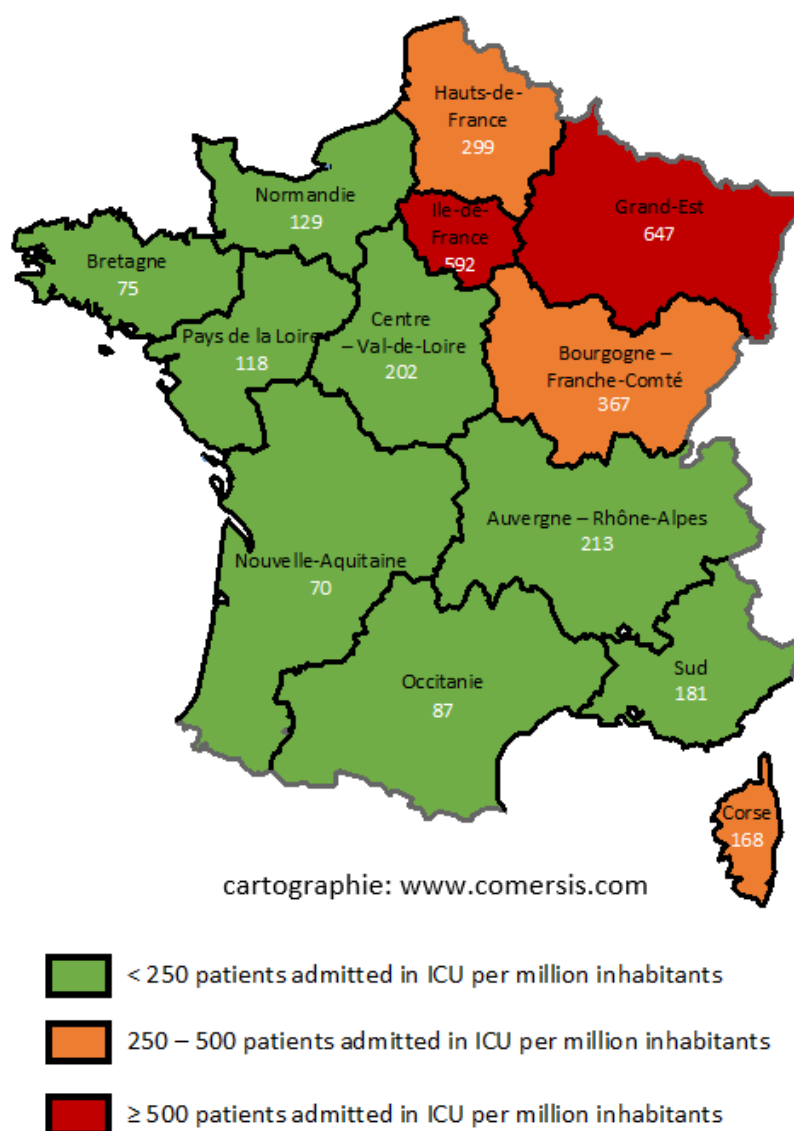 Hauts-de-
France
299
Normandie
129
Ile-de-
France
592
Grand-Est
647
Bretagne
75
Pays de la Loire
118
Centre
– Val-de-Loire
202
Bourgogne –
Franche-Comté
367
Auvergne – Rhône-Alpes
213
Nouvelle-Aquitaine
70
Occitanie
87
Sud
181
Corse
168
cartographie: www.comersis.com
< 250 patients admitted in ICU per million inhabitants
250 – 500 patients admitted in ICU per million inhabitants
≥ 500 patients admitted in ICU per million inhabitants